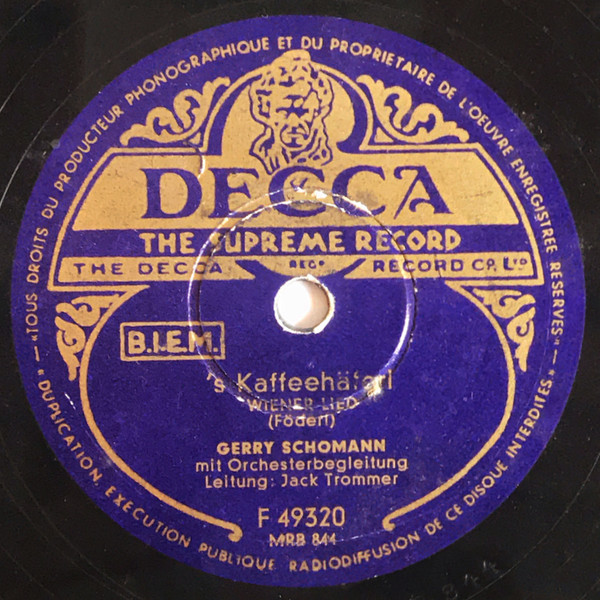 «TOUS DROITS DU PRODUCTEUR PHONOGRAPHIQUE ET DU PROPRIETAIRE DE L'OEUVRE ENREGISTREE RESERVES» —
DECCA
THE SUPREME RECORD
THE DECCA REGD RECORD CO. LTD
B.I.E.M.
's Kaffeehäferl
WIENER LIED
(Föderl)
GERRY SCHOMANN
mit Orchesterbegleitung
Leitung: Jack Trommer
F 49320
MRB 844
— «DUPLICATION, EXECUTION PUBLIQUE RADIODIFFUSION DE CE DISQUE INTERDITES»